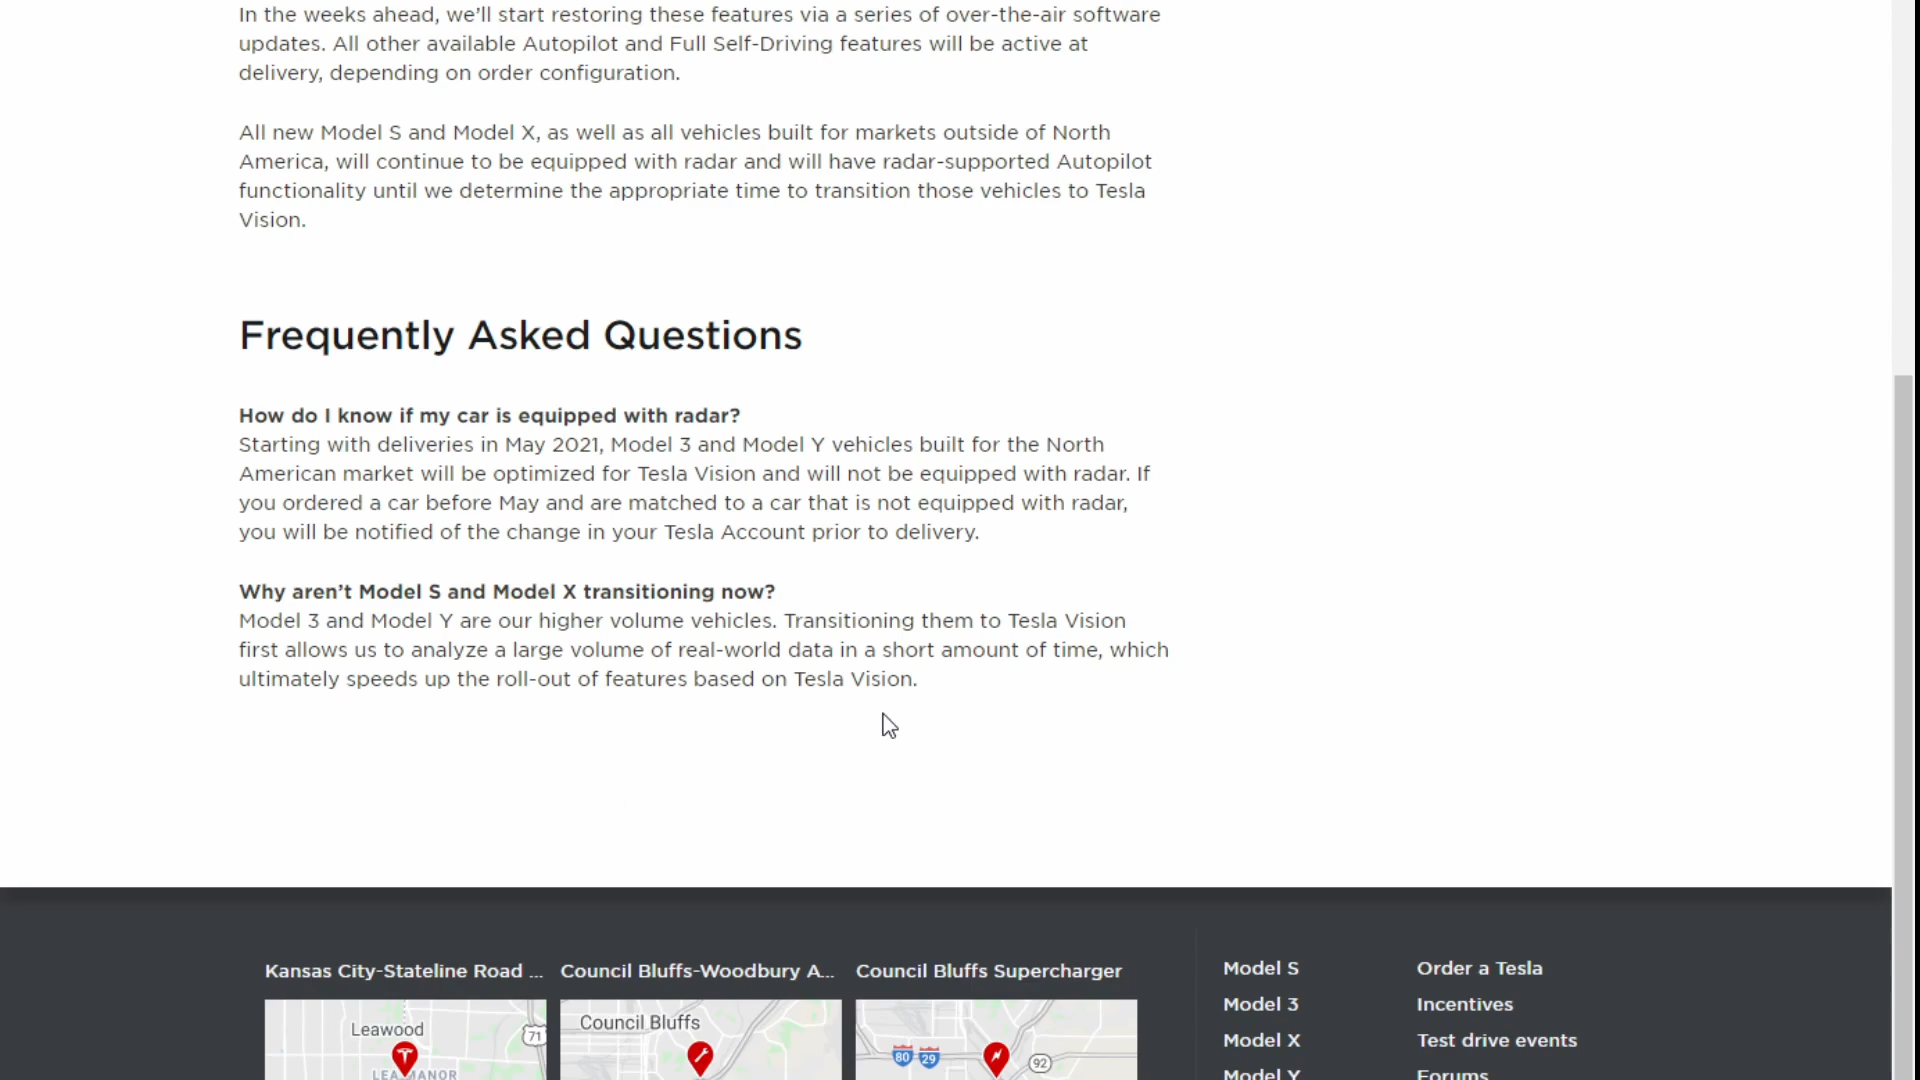 In the weeks ahead, we’ll start restoring these features via a series of over-the-air software
updates. All other available Autopilot and Full Self-Driving features will be active at
delivery, depending on order configuration.
All new Model S and Model X, as well as all vehicles built for markets outside of North
America, will continue to be equipped with radar and will have radar-supported Autopilot
functionality until we determine the appropriate time to transition those vehicles to Tesla
Vision.
Frequently Asked Questions
How do I know if my car is equipped with radar?
Starting with deliveries in May 2021, Model 3 and Model Y vehicles built for the North
American market will be optimized for Tesla Vision and will not be equipped with radar. If
you ordered a car before May and are matched to a car that is not equipped with radar,
you will be notified of the change in your Tesla Account prior to delivery.
Why aren’t Model S and Model X transitioning now?
Model 3 and Model Y are our higher volume vehicles. Transitioning them to Tesla Vision
first allows us to analyze a large volume of real-world data in a short amount of time, which
ultimately speeds up the roll-out of features based on Tesla Vision.
Kansas City-Stateline Road ...
Leawood
71
Council Bluffs-Woodbury A...
Council Bluffs
Council Bluffs Supercharger
80 29
92
Model S
Model 3
Model X
Model Y
Order a Tesla
Incentives
Test drive events
Forums